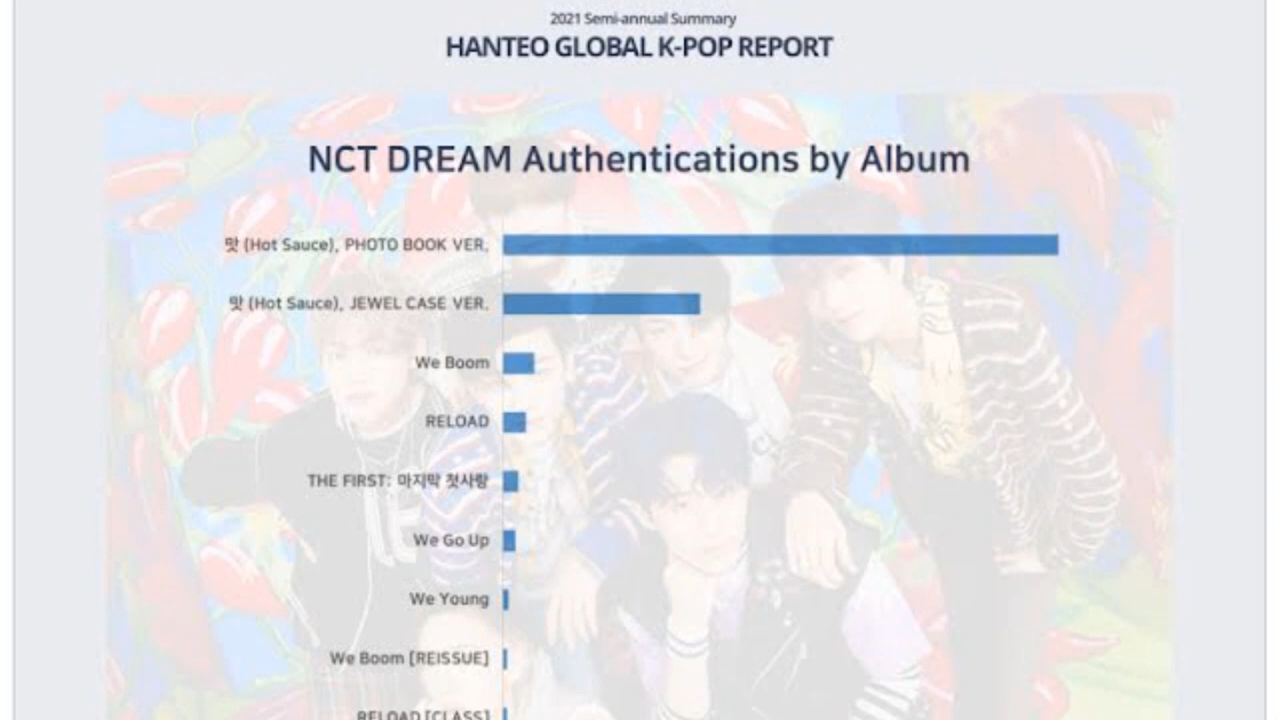 2021 Semi-annual Summary
HANTEO GLOBAL K-POP REPORT
NCT DREAM Authentications by Album
맛 (Hot Sauce), PHOTO BOOK VER.
맛 (Hot Sauce), JEWEL CASE VER.
We Boom
RELOAD
THE FIRST: 마지막 첫사랑
We Go Up
We Young
We Boom [REISSUE]
RELOAD [CLASS]